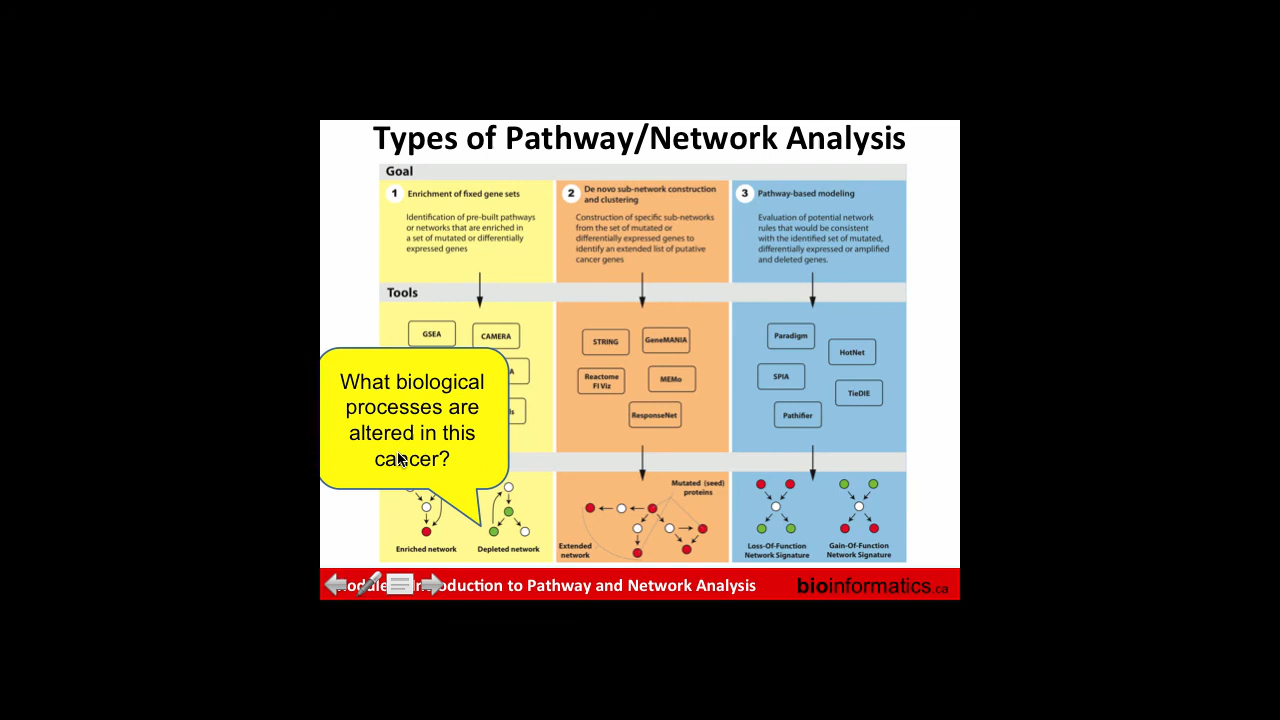 Types of Pathway/Network Analysis
Goal
1 Enrichment of fixed gene sets
Identification of pre-built pathways
or networks that are enriched in
a set of mutated or differentially
expressed genes
2 De novo sub-network construction
and clustering
Construction of specific sub-networks
from the set of mutated or
differentially expressed genes to
identify an extended list of putative
cancer genes
3 Pathway-based modeling
Evaluation of potential network
rules that would be consistent
with the identified set of mutated,
differentially expressed or amplified
and deleted genes.
Tools
GSEA
CAMERA
STRING
GeneMANIA
Reactome
FI Viz
MEMo
ResponseNet
Paradigm
HotNet
SPIA
TieDIE
Pathifier
What biological
processes are
altered in this
cancer?
Enriched network
Depleted network
Mutated (seed)
proteins
Extended
network
Loss-Of-Function
Network Signature
Gain-Of-Function
Network Signature
to Pathway and Network Analysis
bioinformatics.ca